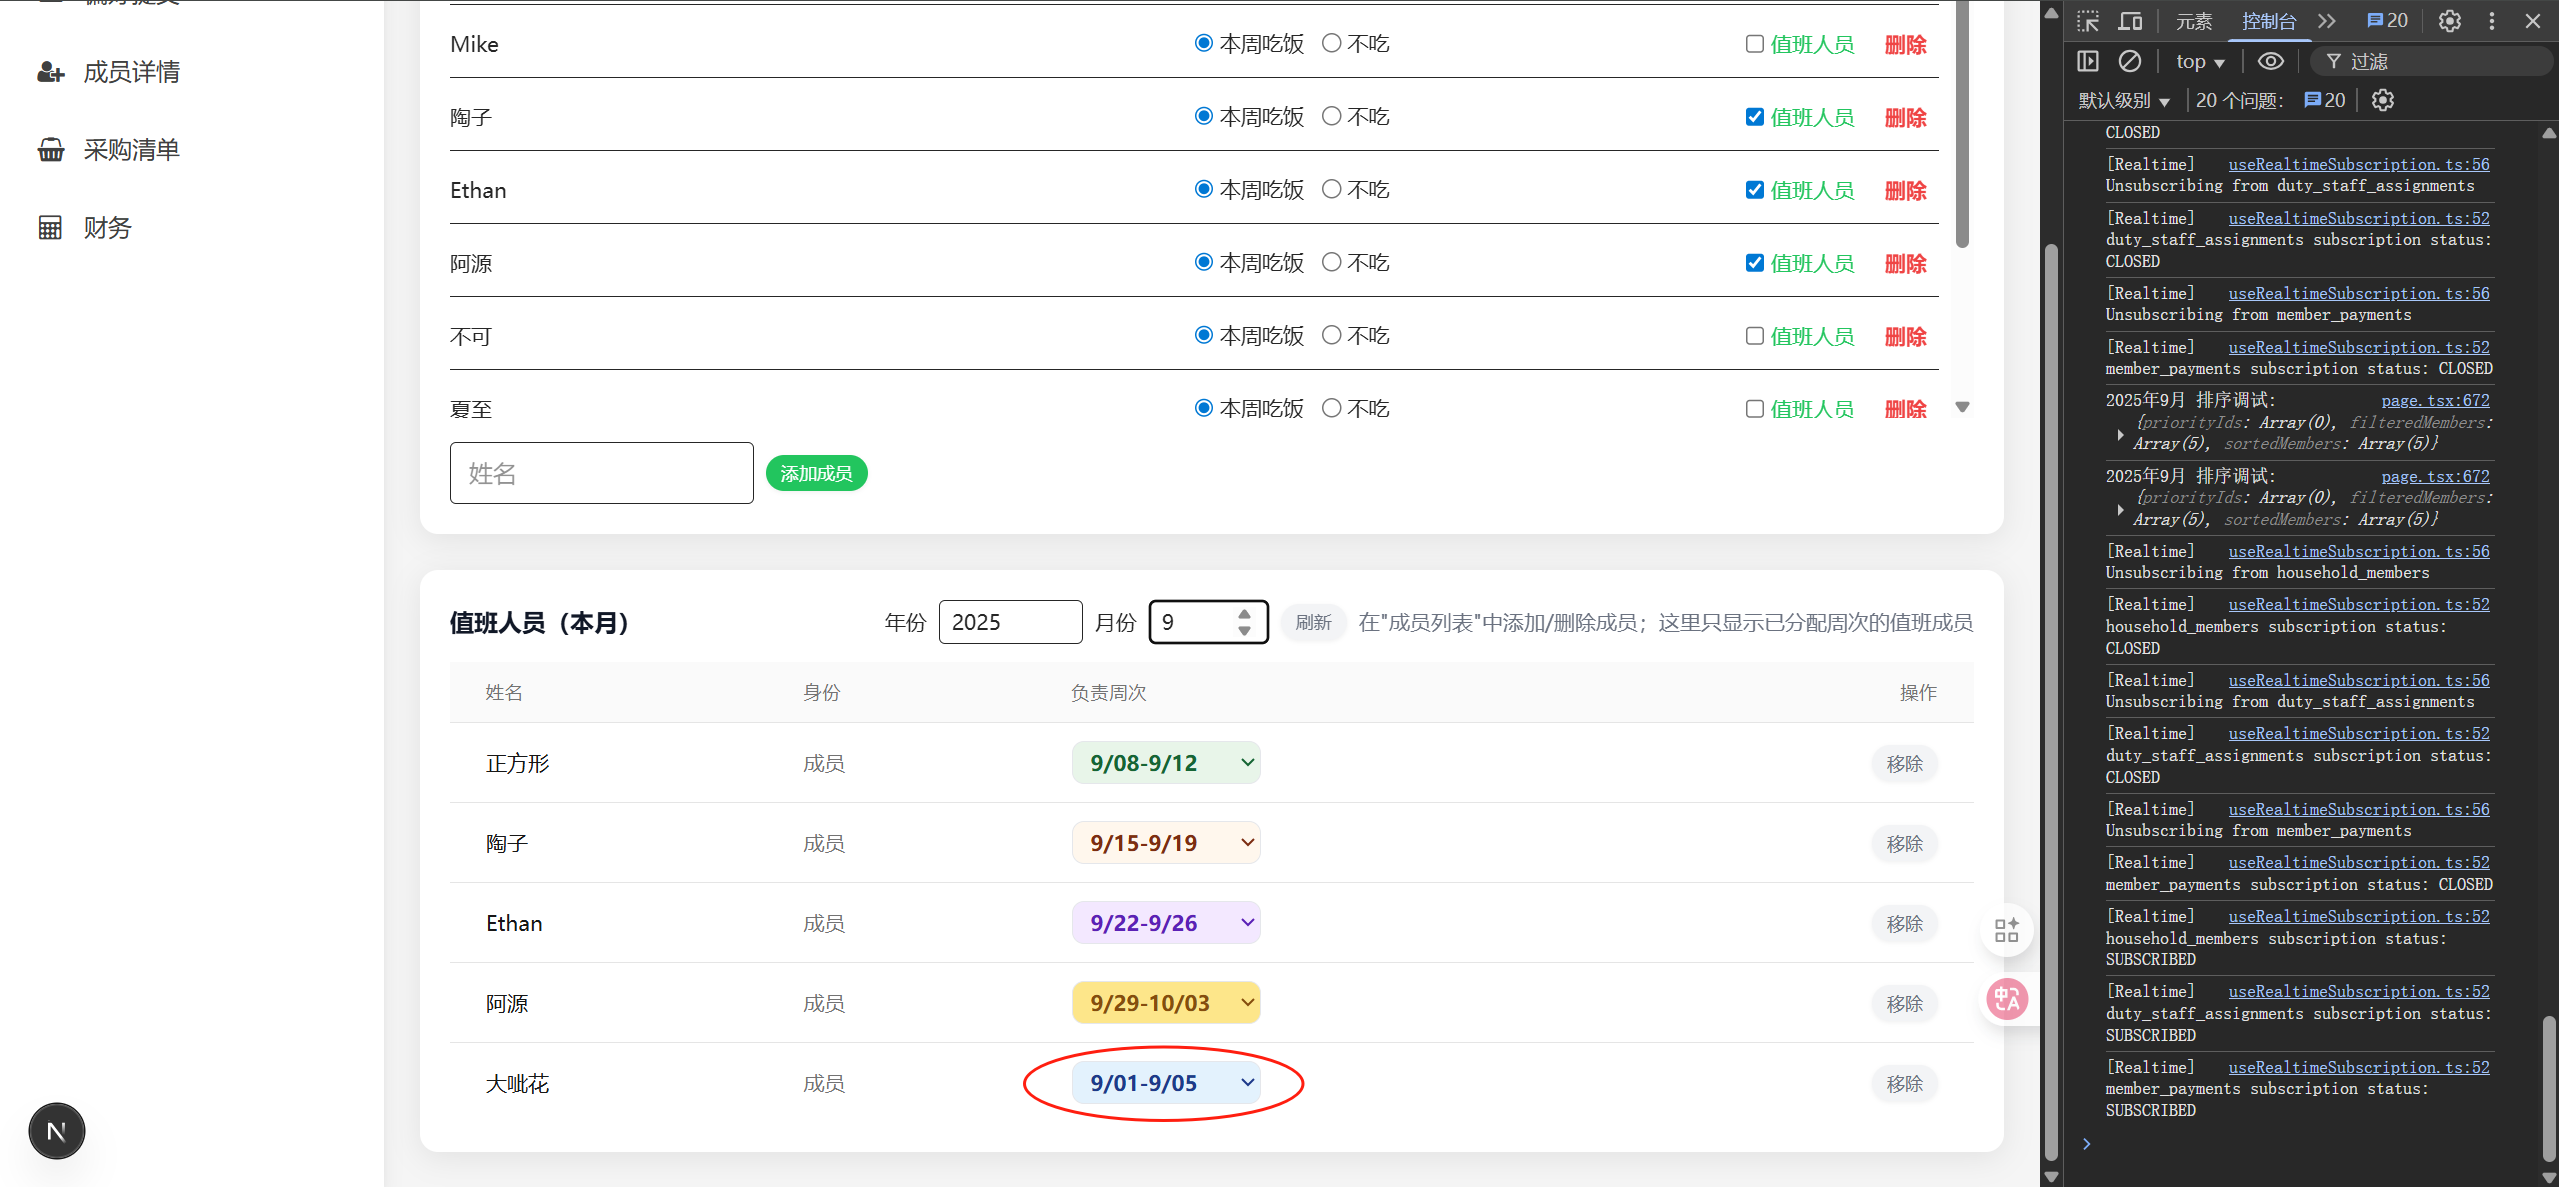 成员详情
采购清单
财务
Mike 本周吃饭 不吃 值班人员 删除
陶子 本周吃饭 不吃 值班人员 删除
Ethan 本周吃饭 不吃 值班人员 删除
阿源 本周吃饭 不吃 值班人员 删除
不可 本周吃饭 不吃 值班人员 删除
夏至 本周吃饭 不吃 值班人员 删除
姓名 添加成员
值班人员（本月） 年份 2025 月份 9 刷新 在"成员列表"中添加/删除成员；这里只显示已分配周次的值班成员
姓名 身份 负责周次 操作
正方形 成员 9/08-9/12 移除
陶子 成员 9/15-9/19 移除
Ethan 成员 9/22-9/26 移除
阿源 成员 9/29-10/03 移除
大呲花 成员 9/01-9/05 移除
N
中A
元素 控制台 20
top 过滤
默认级别 20 个问题: 20
CLOSED
[Realtime] useRealtimeSubscription.ts:56
Unsubscribing from duty_staff_assignments
[Realtime] useRealtimeSubscription.ts:52
duty_staff_assignments subscription status:
CLOSED
[Realtime] useRealtimeSubscription.ts:56
Unsubscribing from member_payments
[Realtime] useRealtimeSubscription.ts:52
member_payments subscription status: CLOSED
2025年9月 排序调试: page.tsx:672
{priorityIds: Array(0), filteredMembers:
Array(5), sortedMembers: Array(5)}
2025年9月 排序调试: page.tsx:672
{priorityIds: Array(0), filteredMembers:
Array(5), sortedMembers: Array(5)}
[Realtime] useRealtimeSubscription.ts:56
Unsubscribing from household_members
[Realtime] useRealtimeSubscription.ts:52
household_members subscription status:
CLOSED
[Realtime] useRealtimeSubscription.ts:56
Unsubscribing from duty_staff_assignments
[Realtime] useRealtimeSubscription.ts:52
duty_staff_assignments subscription status:
CLOSED
[Realtime] useRealtimeSubscription.ts:56
Unsubscribing from member_payments
[Realtime] useRealtimeSubscription.ts:52
member_payments subscription status: CLOSED
[Realtime] useRealtimeSubscription.ts:52
household_members subscription status:
SUBSCRIBED
[Realtime] useRealtimeSubscription.ts:52
duty_staff_assignments subscription status:
SUBSCRIBED
[Realtime] useRealtimeSubscription.ts:52
member_payments subscription status:
SUBSCRIBED